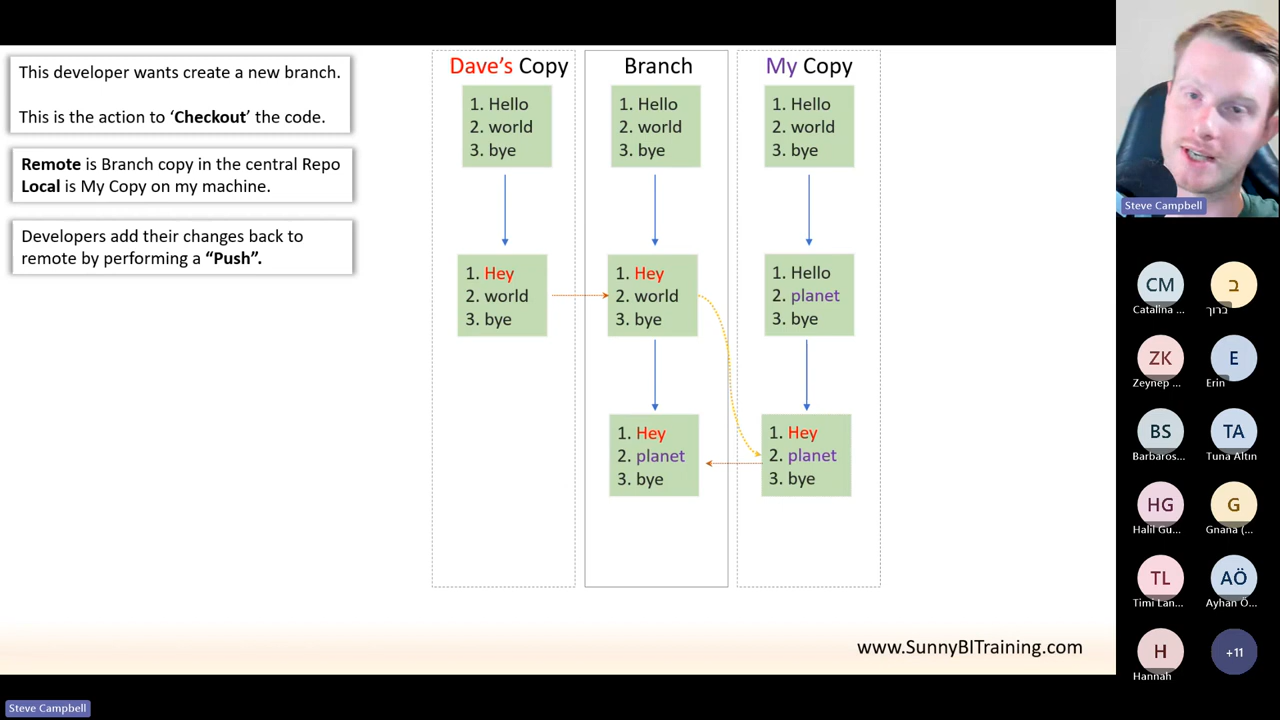 This developer wants create a new branch.
This is the action to ‘Checkout’ the code.
Remote is Branch copy in the central Repo
Local is My Copy on my machine.
Developers add their changes back to
remote by performing a “Push”.
Dave’s Copy
1. Hello
2. world
3. bye
1. Hey
2. world
3. bye
Branch
1. Hello
2. world
3. bye
1. Hey
2. world
3. bye
1. Hey
2. planet
3. bye
My Copy
1. Hello
2. world
3. bye
1. Hello
2. planet
3. bye
1. Hey
2. planet
3. bye
www.SunnyBITraining.com
Steve Campbell
Steve Campbell
CM
Catalina ...
ב
ברוך
ZK
Zeynep ...
E
Erin
BS
Barbaros...
TA
Tuna Altın
HG
Halil Gu...
G
Gnana (...
TL
Timi Lan...
AÖ
Ayhan Ö...
H
Hannah
+11